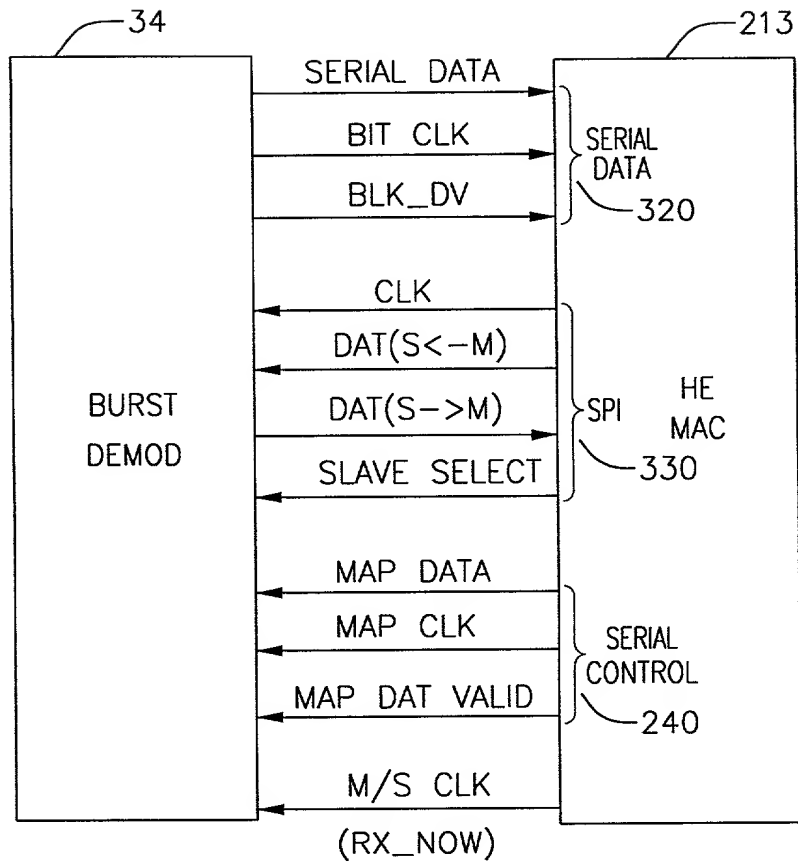 34
213
SERIAL DATA
BIT CLK
BLK_DV
SERIAL
DATA
320
CLK
DAT(S<-M)
DAT(S->M)
SLAVE SELECT
SPI
330
BURST
DEMOD
HE
MAC
MAP DATA
MAP CLK
MAP DAT VALID
SERIAL
CONTROL
240
M/S CLK
(RX_NOW)